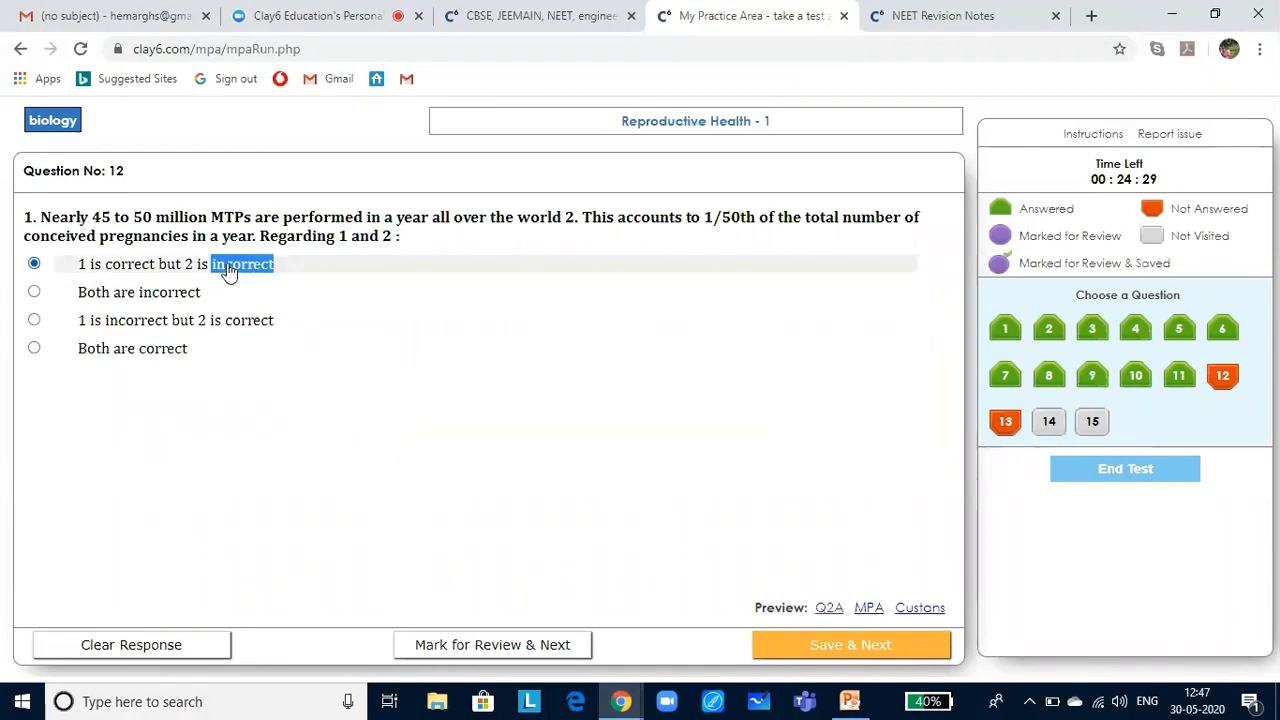 (no subject) - hemarghs@gma
Clay6 Education's Personal
CBSE, JEEMAIN, NEET, enginee
My Practice Area - take a test a
NEET Revision Notes
clay6.com/mpa/mpaRun.php
Apps
Suggested Sites
Sign out
Gmail
biology
Reproductive Health - 1
Instructions Report issue
Question No: 12
Time Left
00 : 24 : 29
1. Nearly 45 to 50 million MTPs are performed in a year all over the world 2. This accounts to 1/50th of the total number of
conceived pregnancies in a year. Regarding 1 and 2 :
1 is correct but 2 is incorrect
Both are incorrect
1 is incorrect but 2 is correct
Both are correct
Answered
Not Answered
Marked for Review
Not Visited
Marked for Review & Saved
Choose a Question
1 2 3 4 5 6
7 8 9 10 11 12
13 14 15
End Test
Preview: Q2A MPA Custans
Clear Response
Mark for Review & Next
Save & Next
Type here to search
40%
ENG
12:47
30-05-2020
1